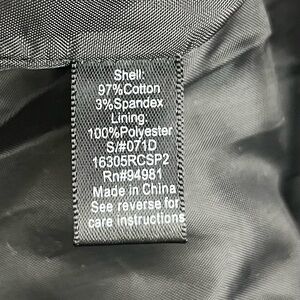 Shell:
97%Cotton
3%Spandex
Lining:
100%Polyester
S/#071D
16305RCSP2
Rn#94981
Made in China
See reverse for
care instructions